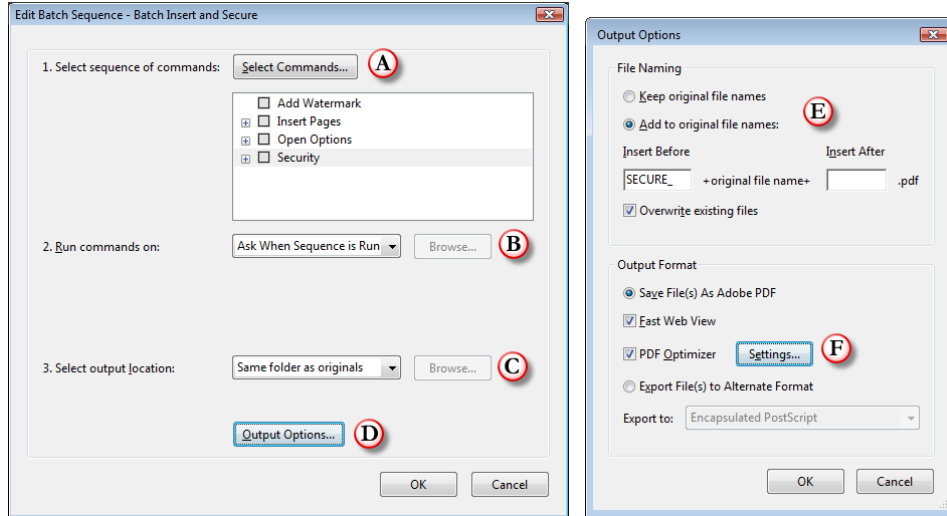 Edit Batch Sequence - Batch Insert and Secure
1. Select sequence of commands:
Select Commands...
A
Add Watermark
Insert Pages
Open Options
Security
2. Run commands on:
Ask When Sequence is Run
Browse...
B
3. Select output location:
Same folder as originals
Browse...
C
Output Options...
D
OK
Cancel
Output Options
File Naming
Keep original file names
Add to original file names:
E
Insert Before
Insert After
SECURE_
+original file name+
.pdf
Overwrite existing files
Output Format
Save File(s) As Adobe PDF
Fast Web View
PDF Optimizer
Settings...
F
Export File(s) to Alternate Format
Export to:
Encapsulated PostScript
OK
Cancel